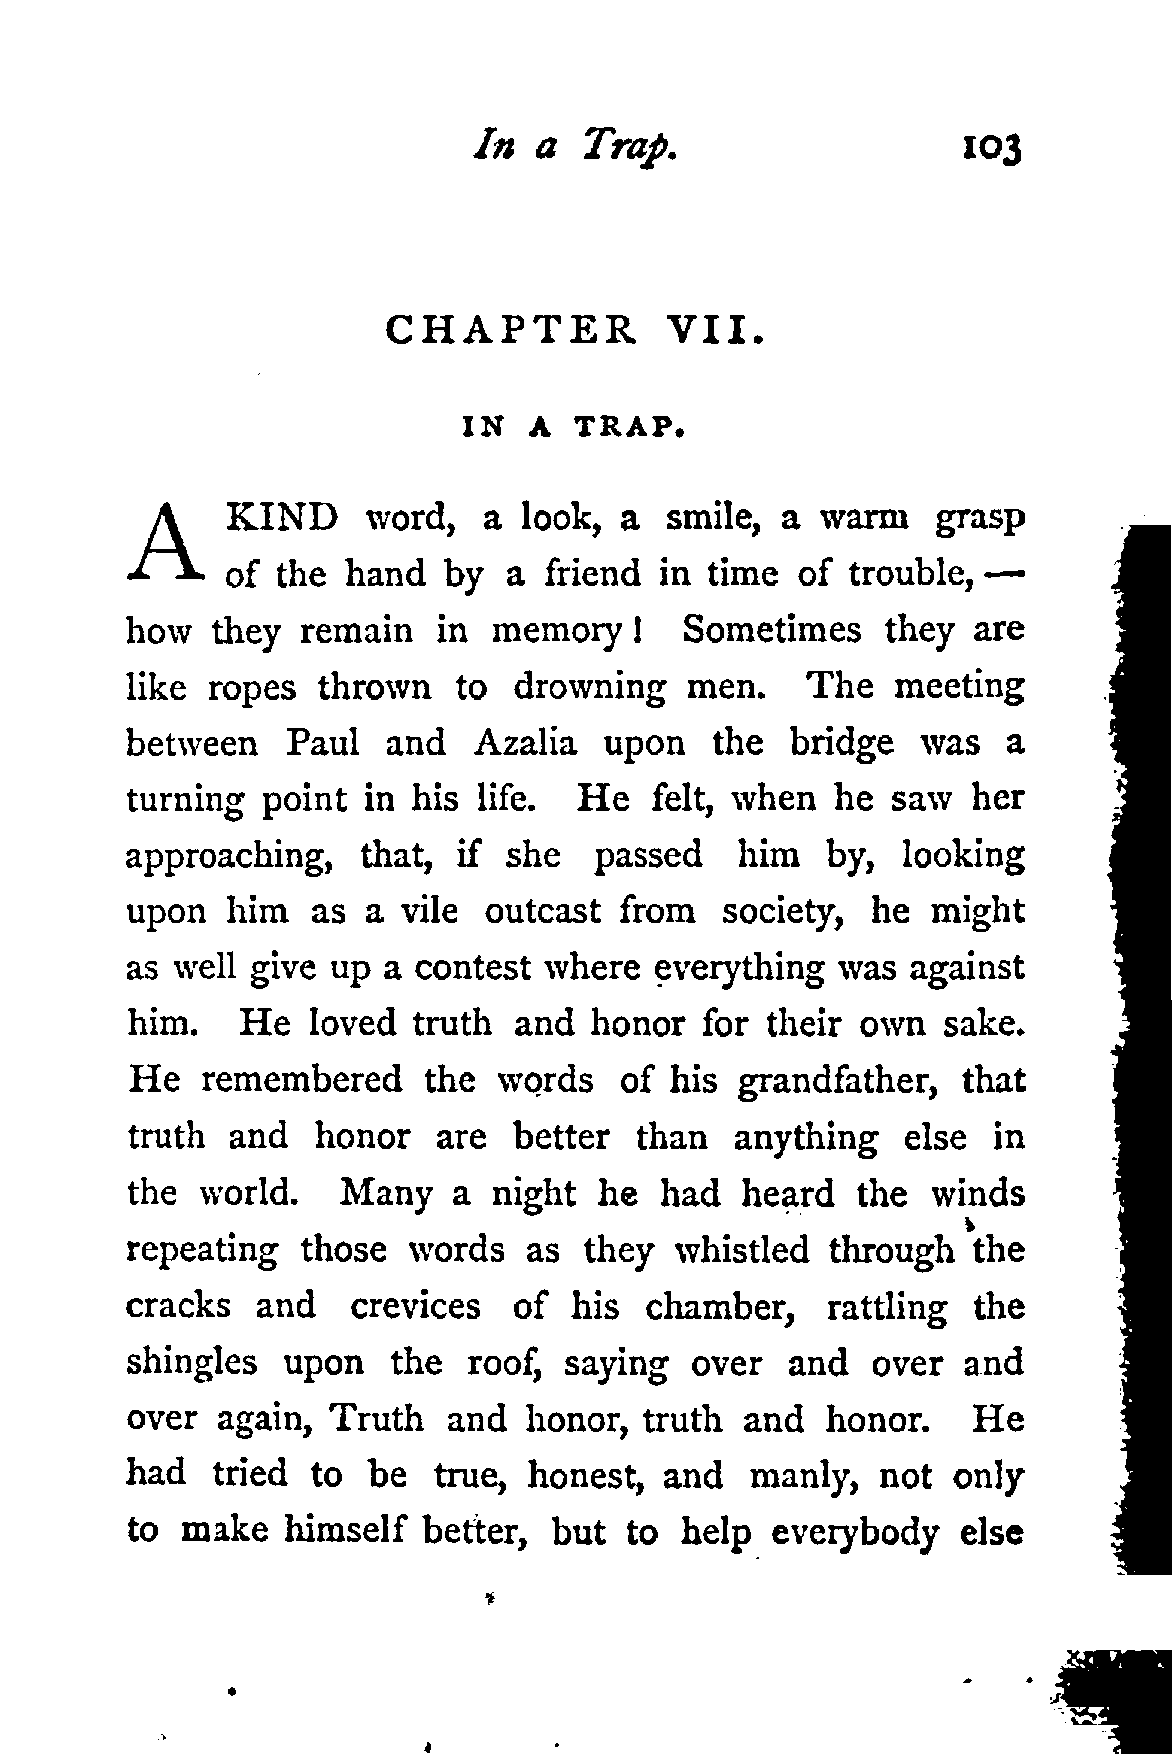 In a Trap. 103
CHAPTER VII.
IN A TRAP.
A KIND word, a look, a smile, a warm grasp
of the hand by a friend in time of trouble, —
how they remain in memory! Sometimes they are
like ropes thrown to drowning men. The meeting
between Paul and Azalia upon the bridge was a
turning point in his life. He felt, when he saw her
approaching, that, if she passed him by, looking
upon him as a vile outcast from society, he might
as well give up a contest where everything was against
him. He loved truth and honor for their own sake.
He remembered the words of his grandfather, that
truth and honor are better than anything else in
the world. Many a night he had heard the winds
repeating those words as they whistled through the
cracks and crevices of his chamber, rattling the
shingles upon the roof, saying over and over and
over again, Truth and honor, truth and honor. He
had tried to be true, honest, and manly, not only
to make himself better, but to help everybody else